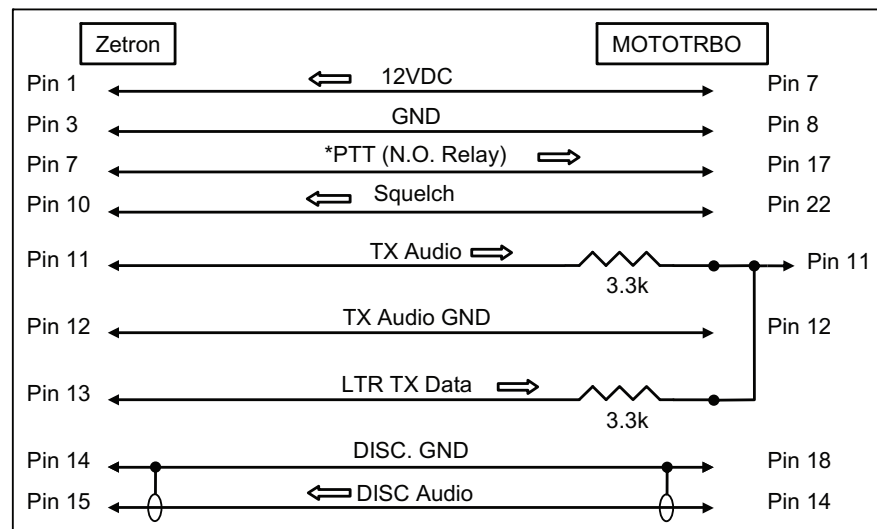 Zetron MOTOTRBO
Pin 1 12VDC Pin 7
Pin 3 GND Pin 8
Pin 7 *PTT (N.O. Relay) Pin 17
Pin 10 Squelch Pin 22
Pin 11 TX Audio 3.3k Pin 11
Pin 12 TX Audio GND Pin 12
Pin 13 LTR TX Data 3.3k
Pin 14 DISC. GND Pin 18
Pin 15 DISC Audio Pin 14